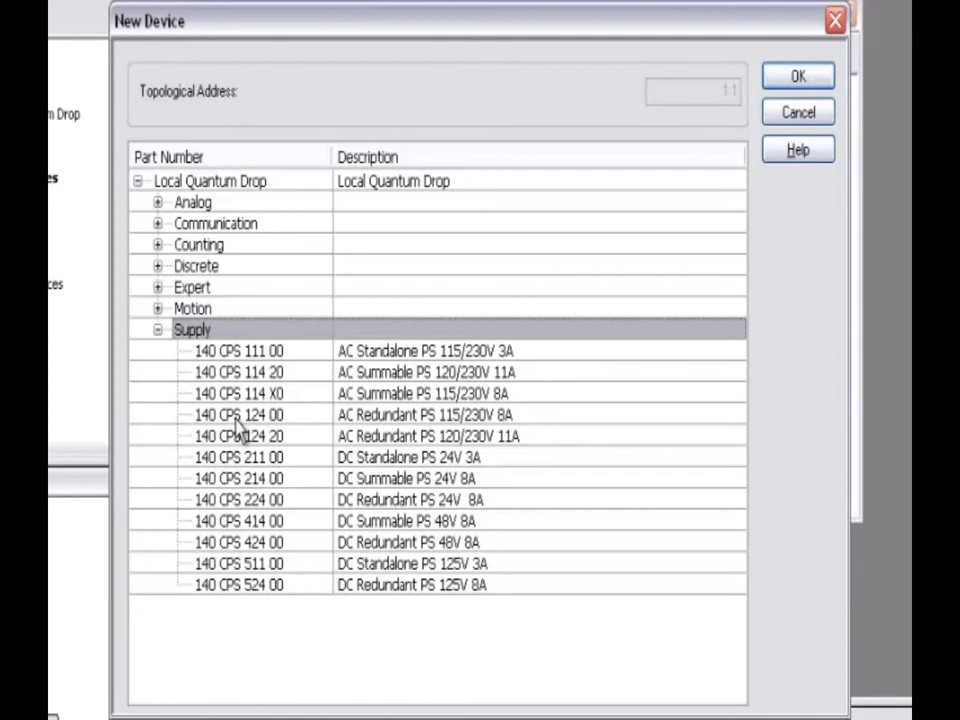 New Device
Topological Address: 1.1
OK
m Drop
Cancel
Help
Part Number Description
es
Local Quantum Drop Local Quantum Drop
Analog
Communication
Counting
Discrete
ces
Expert
Motion
Supply
140 CPS 111 00 AC Standalone PS 115/230V 3A
140 CPS 114 20 AC Summable PS 120/230V 11A
140 CPS 114 X0 AC Summable PS 115/230V 8A
140 CPS 124 00 AC Redundant PS 115/230V 8A
140 CPS 124 20 AC Redundant PS 120/230V 11A
140 CPS 211 00 DC Standalone PS 24V 3A
140 CPS 214 00 DC Summable PS 24V 8A
140 CPS 224 00 DC Redundant PS 24V 8A
140 CPS 414 00 DC Summable PS 48V 8A
140 CPS 424 00 DC Redundant PS 48V 8A
140 CPS 511 00 DC Standalone PS 125V 3A
140 CPS 524 00 DC Redundant PS 125V 8A